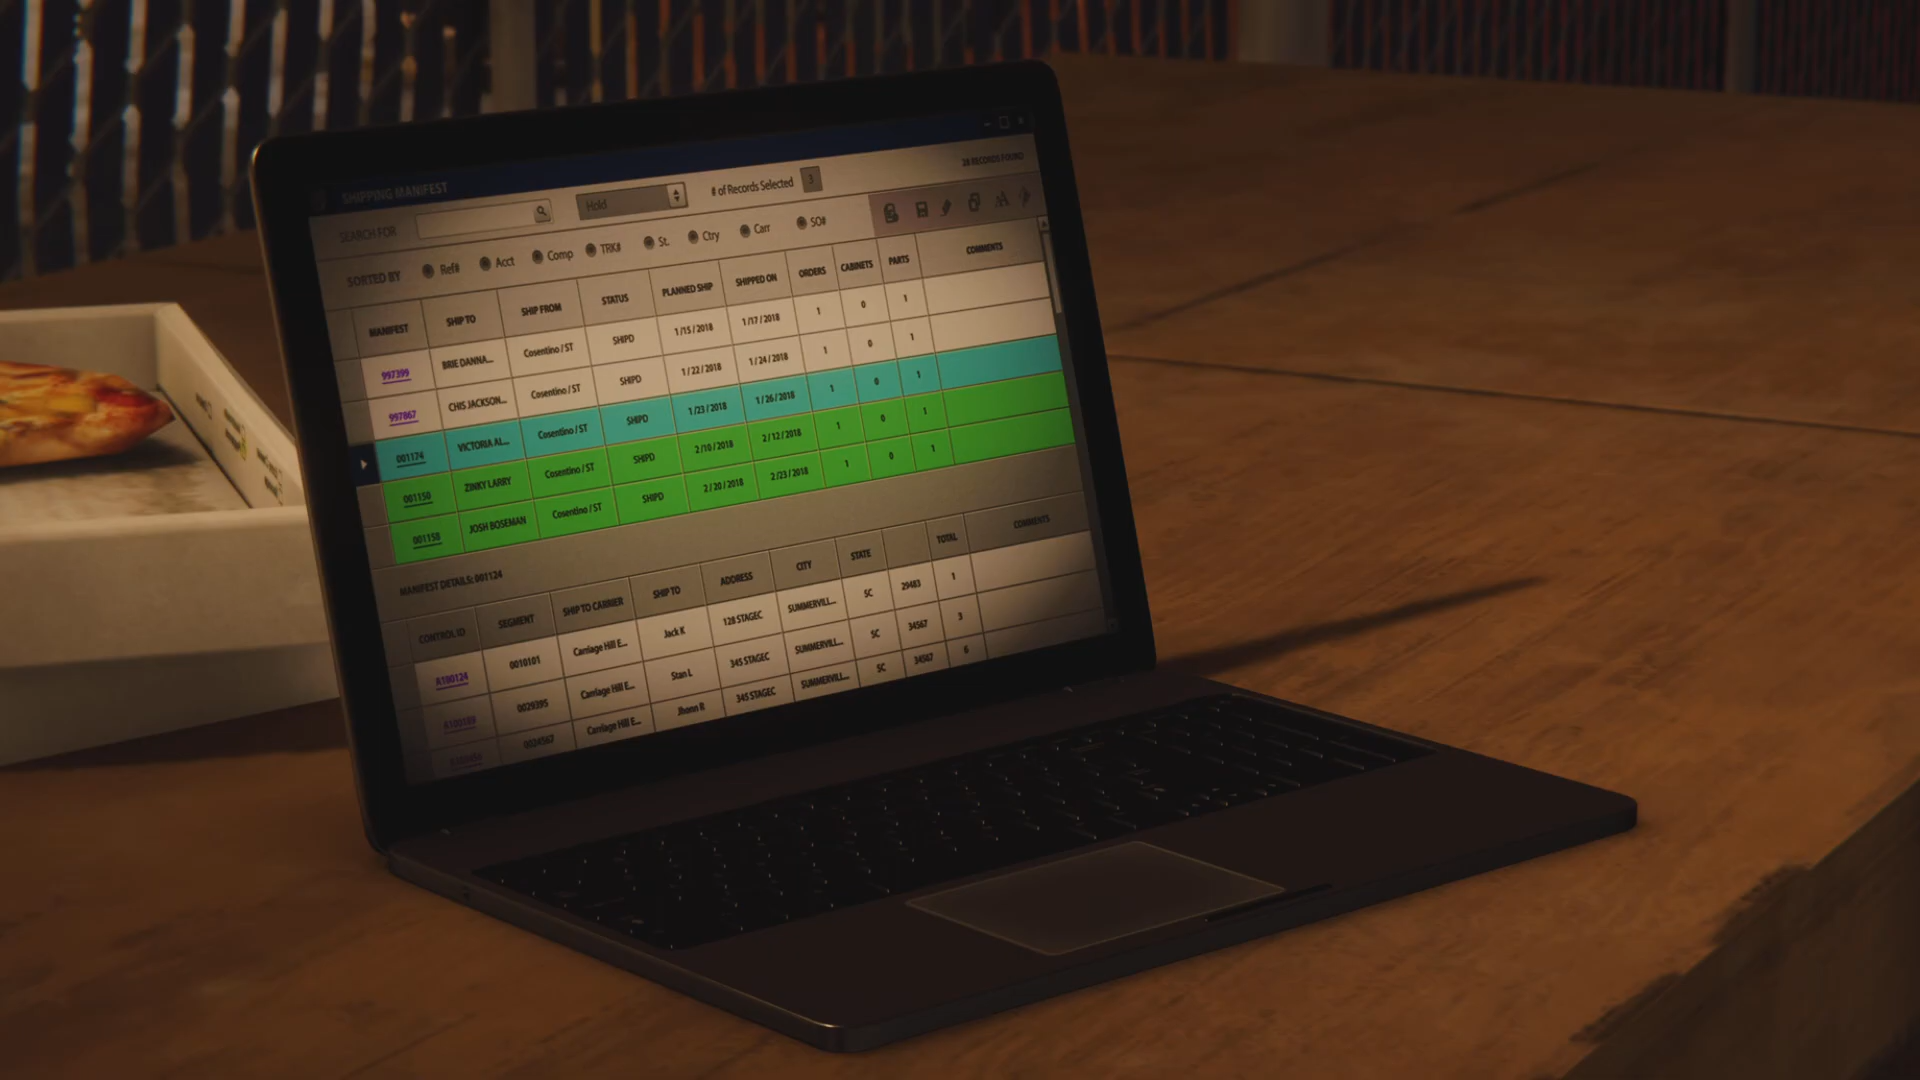 SHIPPING MANIFEST
SEARCH FOR Hold # of Records Selected 3 38 RECORDS FOUND
SORTED BY Ref# Acct Comp TRK# St. Ctry Carr SO#
MANIFEST SHIP TO SHIP FROM STATUS PLANNED SHIP SHIPPED ON ORDERS CABINETS PARTS COMMENTS
997399 BRIE DANNA... Cosentino / ST SHIPD 1 /15 / 2018 1 /17 / 2018 1 0 1
997867 CHIS JACKSON... Cosentino / ST SHIPD 1 / 22 / 2018 1 / 24 / 2018 1 0 1
001124 VICTORIA AL... Cosentino / ST SHIPD 1 /23 / 2018 1 / 26 / 2018 1 0 1
001150 ZINKY LARRY Cosentino / ST SHIPD 2 /10 / 2018 2 / 12 / 2018 1 0 1
001158 JOSH BOSEMAN Cosentino / ST SHIPD 2 / 20 / 2018 2 /23 / 2018 1 0 1
MANIFEST DETAILS: 001124
CONTROL ID SEGMENT SHIP TO CARRIER SHIP TO ADDRESS CITY STATE TOTAL COMMENTS
A100124 0010101 Carriage Hill E... Jack K 128 STAGEC SUMMERVILL... SC 29483 1
A100189 0029395 Carriage Hill E... Stan L 345 STAGEC SUMMERVILL... SC 34567 3
0024567 Carriage Hill E... Jhonn R 345 STAGEC SUMMERVILL... SC 34567 6